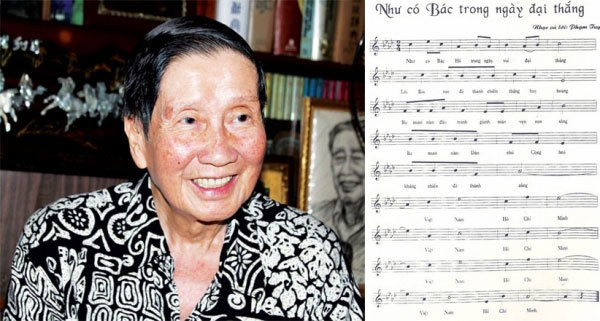 Như có Bác trong ngày đại thắng
Nhạc và lời: Phạm Tuy
Như có Bác Hồ trong ngày vui đại thắng
Lời Bác nay đã thành chiến thắng huy hoàng
Ba mươi năm đấu tranh giành toàn vẹn non sông
Ba mươi năm Dân chủ Cộng hòa
kháng chiến đã thành công
Việt Nam Hồ Chí Minh
Việt Nam Hồ Chí Minh
Việt Nam Hồ Chí Minh
Việt Nam Hồ Chí Minh.